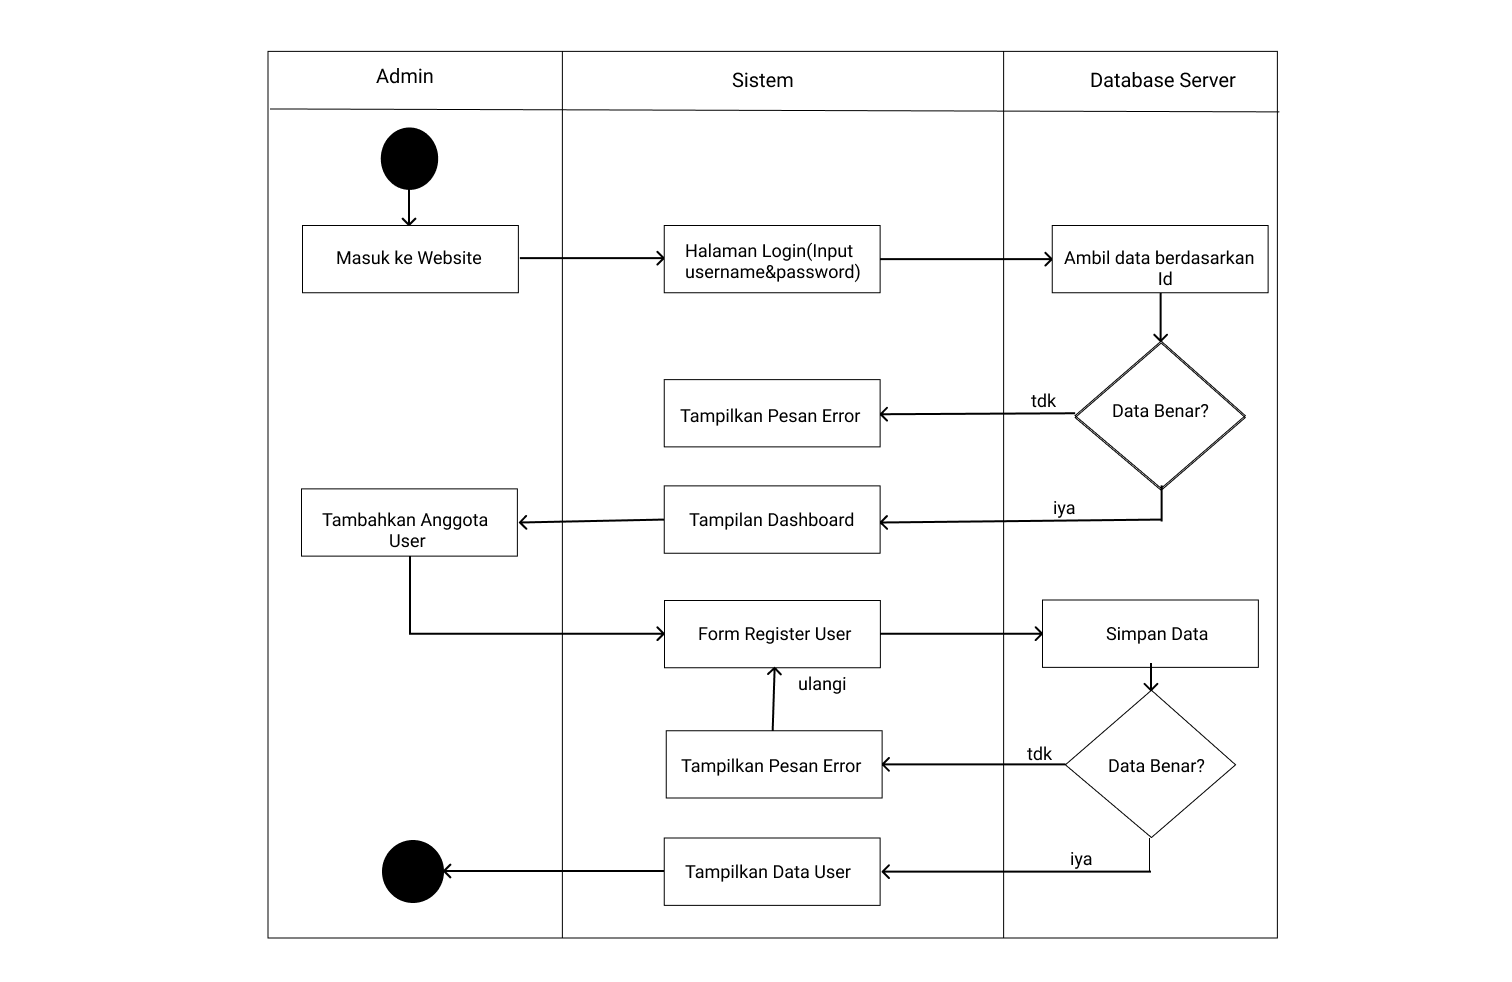 Admin
Sistem
Database Server
Masuk ke Website
Halaman Login(Input
username&password)
Ambil data berdasarkan
Id
Tampilkan Pesan Error
tdk
Data Benar?
Tambahkan Anggota
User
Tampilan Dashboard
iya
Form Register User
Simpan Data
ulangi
Tampilkan Pesan Error
tdk
Data Benar?
Tampilkan Data User
iya